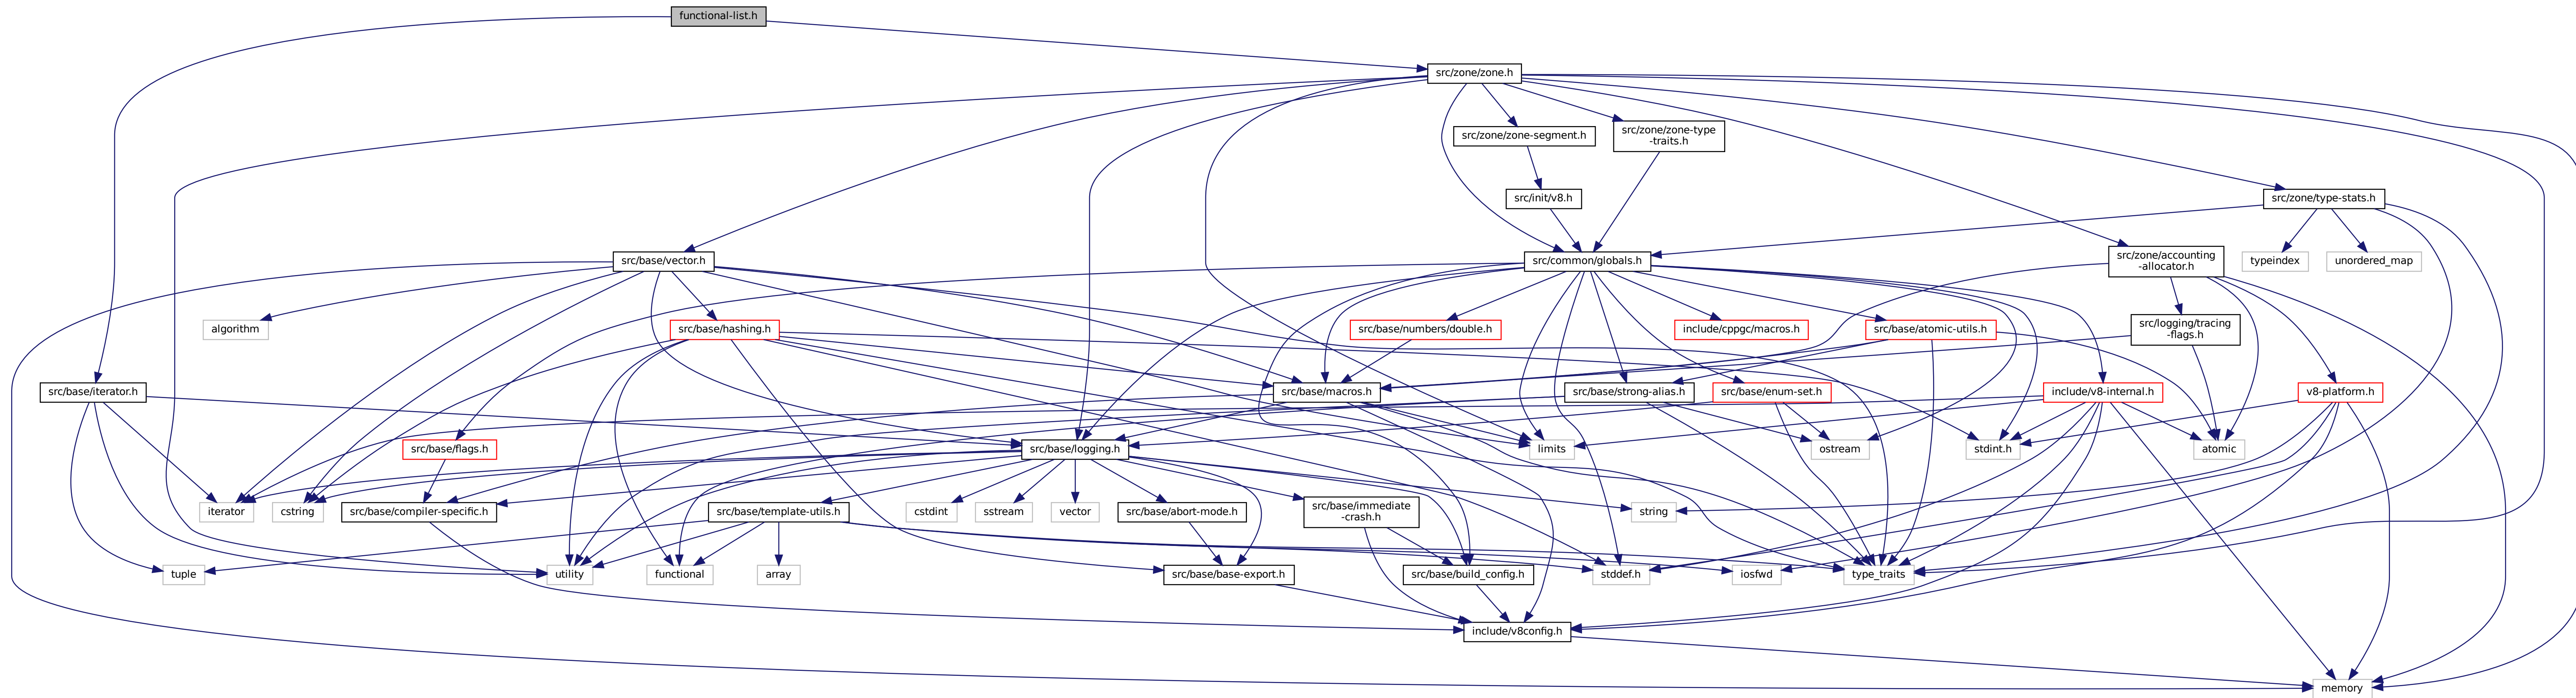 functional-list.h
src/zone/zone.h
src/zone/zone-segment.h
src/zone/zone-type
-traits.h
src/init/v8.h
src/zone/type-stats.h
src/base/vector.h
src/common/globals.h
src/zone/accounting
-allocator.h
typeindex
unordered_map
algorithm
src/base/hashing.h
src/base/numbers/double.h
include/cppgc/macros.h
src/base/atomic-utils.h
src/logging/tracing
-flags.h
src/base/iterator.h
src/base/macros.h
src/base/strong-alias.h
src/base/enum-set.h
include/v8-internal.h
v8-platform.h
src/base/flags.h
src/base/logging.h
limits
ostream
stdint.h
atomic
iterator
cstring
src/base/compiler-specific.h
src/base/template-utils.h
cstdint
sstream
vector
src/base/abort-mode.h
src/base/immediate
-crash.h
string
tuple
utility
functional
array
src/base/base-export.h
src/base/build_config.h
stddef.h
iosfwd
type_traits
include/v8config.h
memory